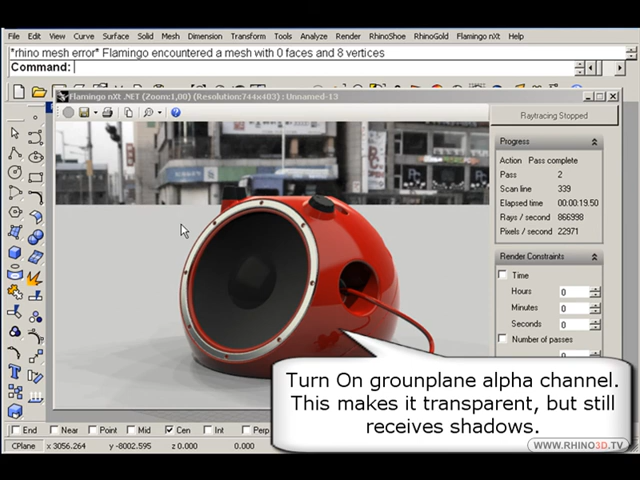 File Edit View Curve Surface Solid Mesh Dimension Transform Tools Analyze Render RhinoShoe RhinoGold Flamingo nXt Help
*rhino mesh error* Flamingo encountered a mesh with 0 faces and 8 vertices
Command:
Flamingo nXt .NET (Zoom:1,00) (Resolution:744x403) : Unnamed-13
Raytracing Stopped
Progress
Action Pass complete
Pass 2
Scan line 339
Elapsed time 00:00:19.50
Rays / second 866998
Pixels / second 22971
Render Constraints
Time
Hours 0
Minutes 0
Seconds 0
Number of passes
Turn On grounplane alpha channel.
This makes it transparent, but still
receives shadows.
End Near Point Mid Cen Int Perp
CPlane x 3056.264 y -8002.595 z 0.000 0.000
WWW.RHINO3D.TV